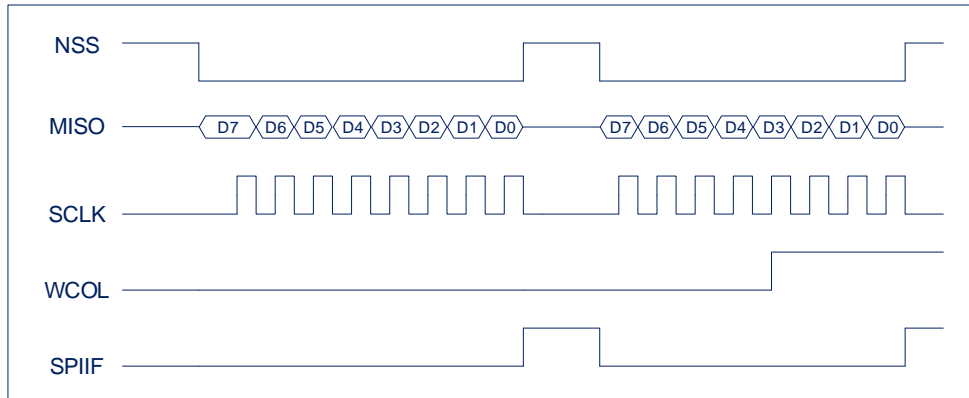 NSS
MISO D7 D6 D5 D4 D3 D2 D1 D0 D7 D6 D5 D4 D3 D2 D1 D0
SCLK
WCOL
SPIIF